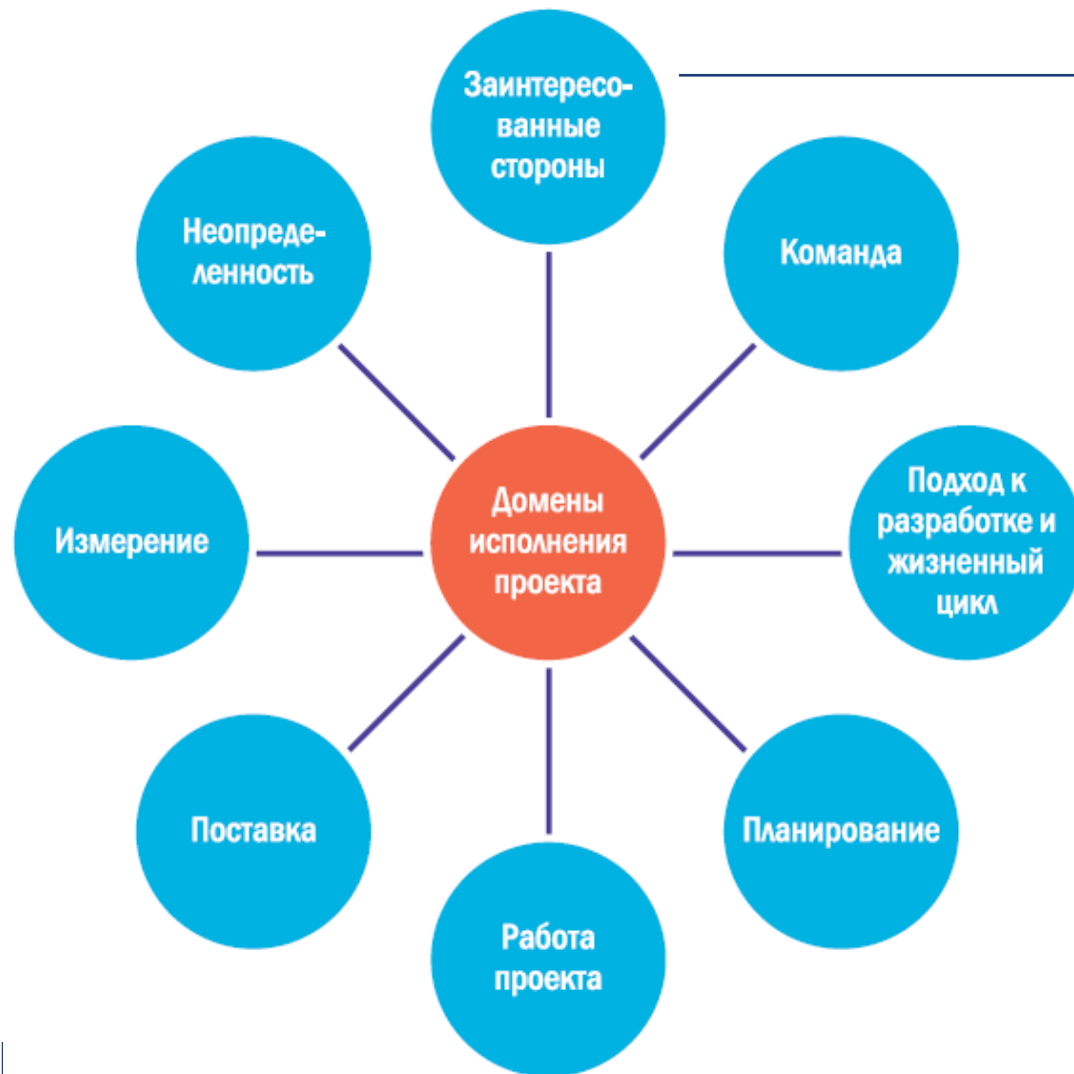 Заинтересо-
ванные
стороны
Команда
Подход к
разработке и
жизненный
цикл
Планирование
Работа
проекта
Поставка
Измерение
Неопреде-
ленность
Домены
исполнения
проекта